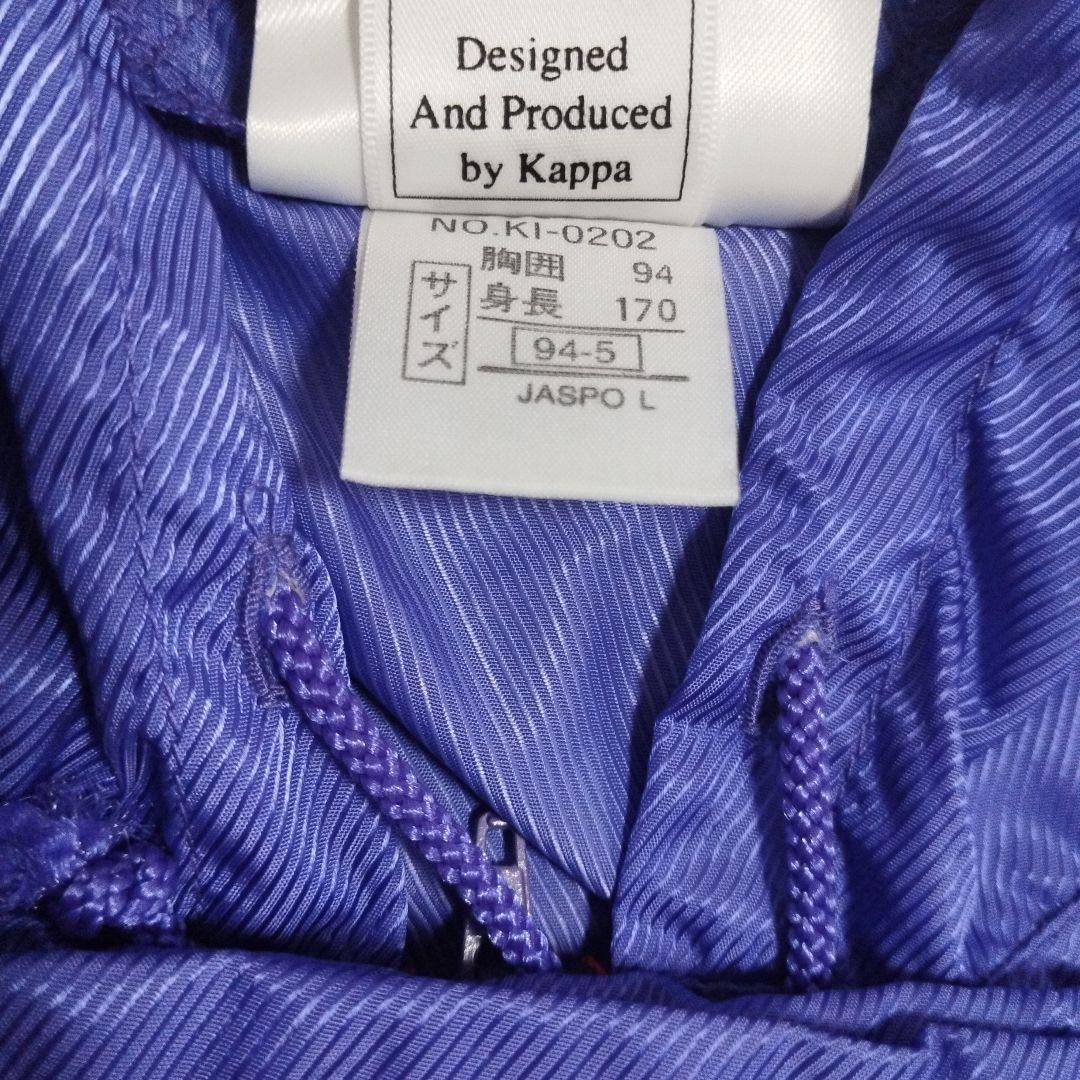 Designed
And Produced
by Kappa
NO.KI-0202
サイズ
胸囲 94
身長 170
94-5
JASPO L